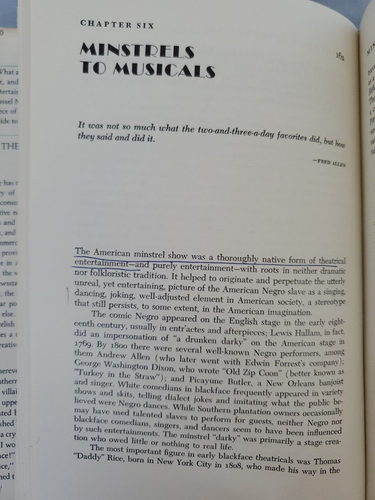 CHAPTER SIX
MINSTRELS
TO MUSICALS
It was not so much what the two-and-three-a-day favorites did, but how
they said and did it.
—FRED ALLEN
The American minstrel show was a thoroughly native form of theatrical
entertainment—and purely entertainment—with roots in neither dramatic
nor folkloristic tradition. It helped to originate and perpetuate the utterly
unreal, yet entertaining, picture of the American Negro slave as a singing,
dancing, joking, well-adjusted element in American society, a stereotype
that still persists, to some extent, in the American imagination.
The comic Negro appeared on the English stage in the early eight-
eenth century, usually in entr'actes and afterpieces; Lewis Hallam, in fact,
did an impersonation of "a drunken darky" on the American stage in
1769. By 1800 there were several well-known Negro performers, among
them Andrew Allen (who later went with Edwin Forrest's company);
George Washington Dixon, who wrote "Old Zip Coon" (better known as
"Turkey in the Straw"); and Picayune Butler, a New Orleans banjoist
and singer. White comedians in blackface frequently appeared in variety
shows and skits, telling dialect jokes and imitating what the public be-
lieved were Negro dances. While Southern plantation owners occasionally
may have used talented slaves to perform for guests, neither Negro nor
blackface comedians, singers, and dancers seem to have been influenced
by such entertainments. The minstrel "darky" was primarily a stage crea-
tion who owed little or nothing to real life.
The most important figure in early blackface theatricals was Thomas
"Daddy" Rice, born in New York City in 1808, who made his way in the